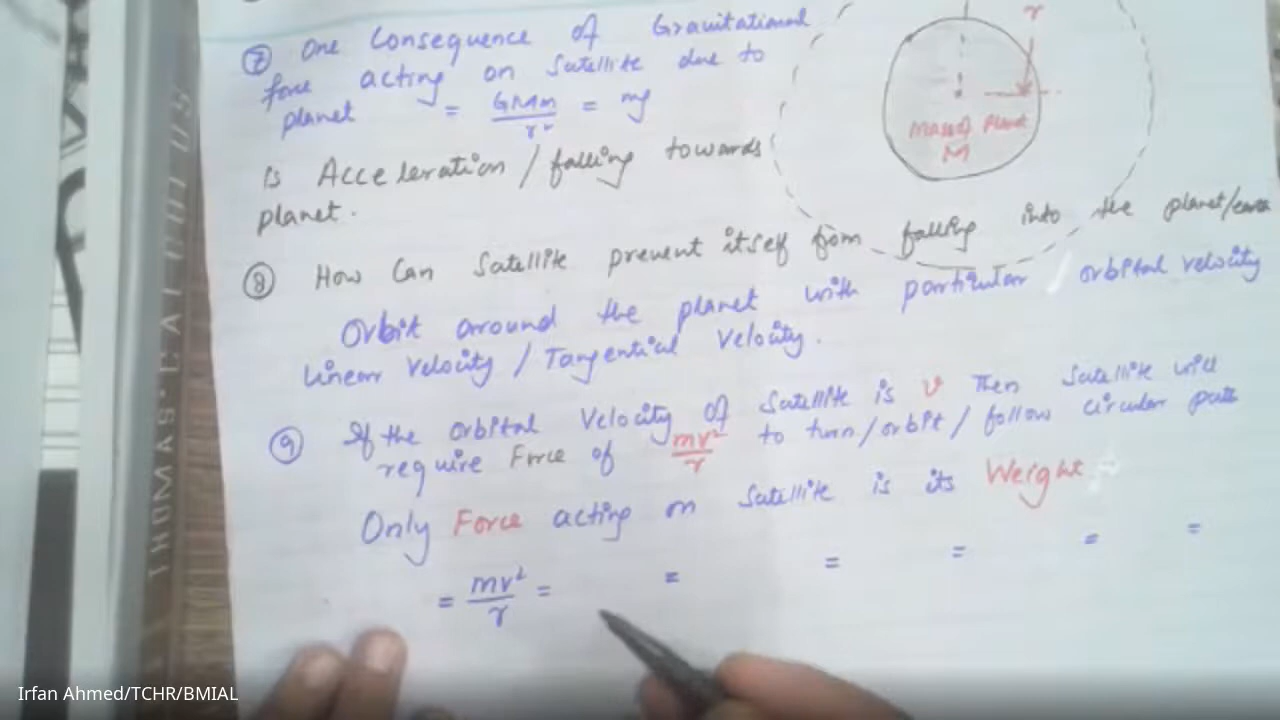 ⑦ One Consequence of Gravitational
force acting on Satellite due to
planet = GMm/r² = mg
is Acceleration / falling towards
planet.
r
Mass of Planet
M
⑧ How Can Satellite prevent itself from falling into the planet/earth
Orbit around the planet with particular / orbital velocity
linear velocity / Tangential Velocity.
⑨ If the orbital Velocity of Satellite is v Then Satellite will
require Force of mv²/r to turn/orbit/follow circular path
Only Force acting on Satellite is its Weight
= mv²/r = = = = = =
THOMAS' CALCULUS
Irfan Ahmed/TCHR/BMIAL